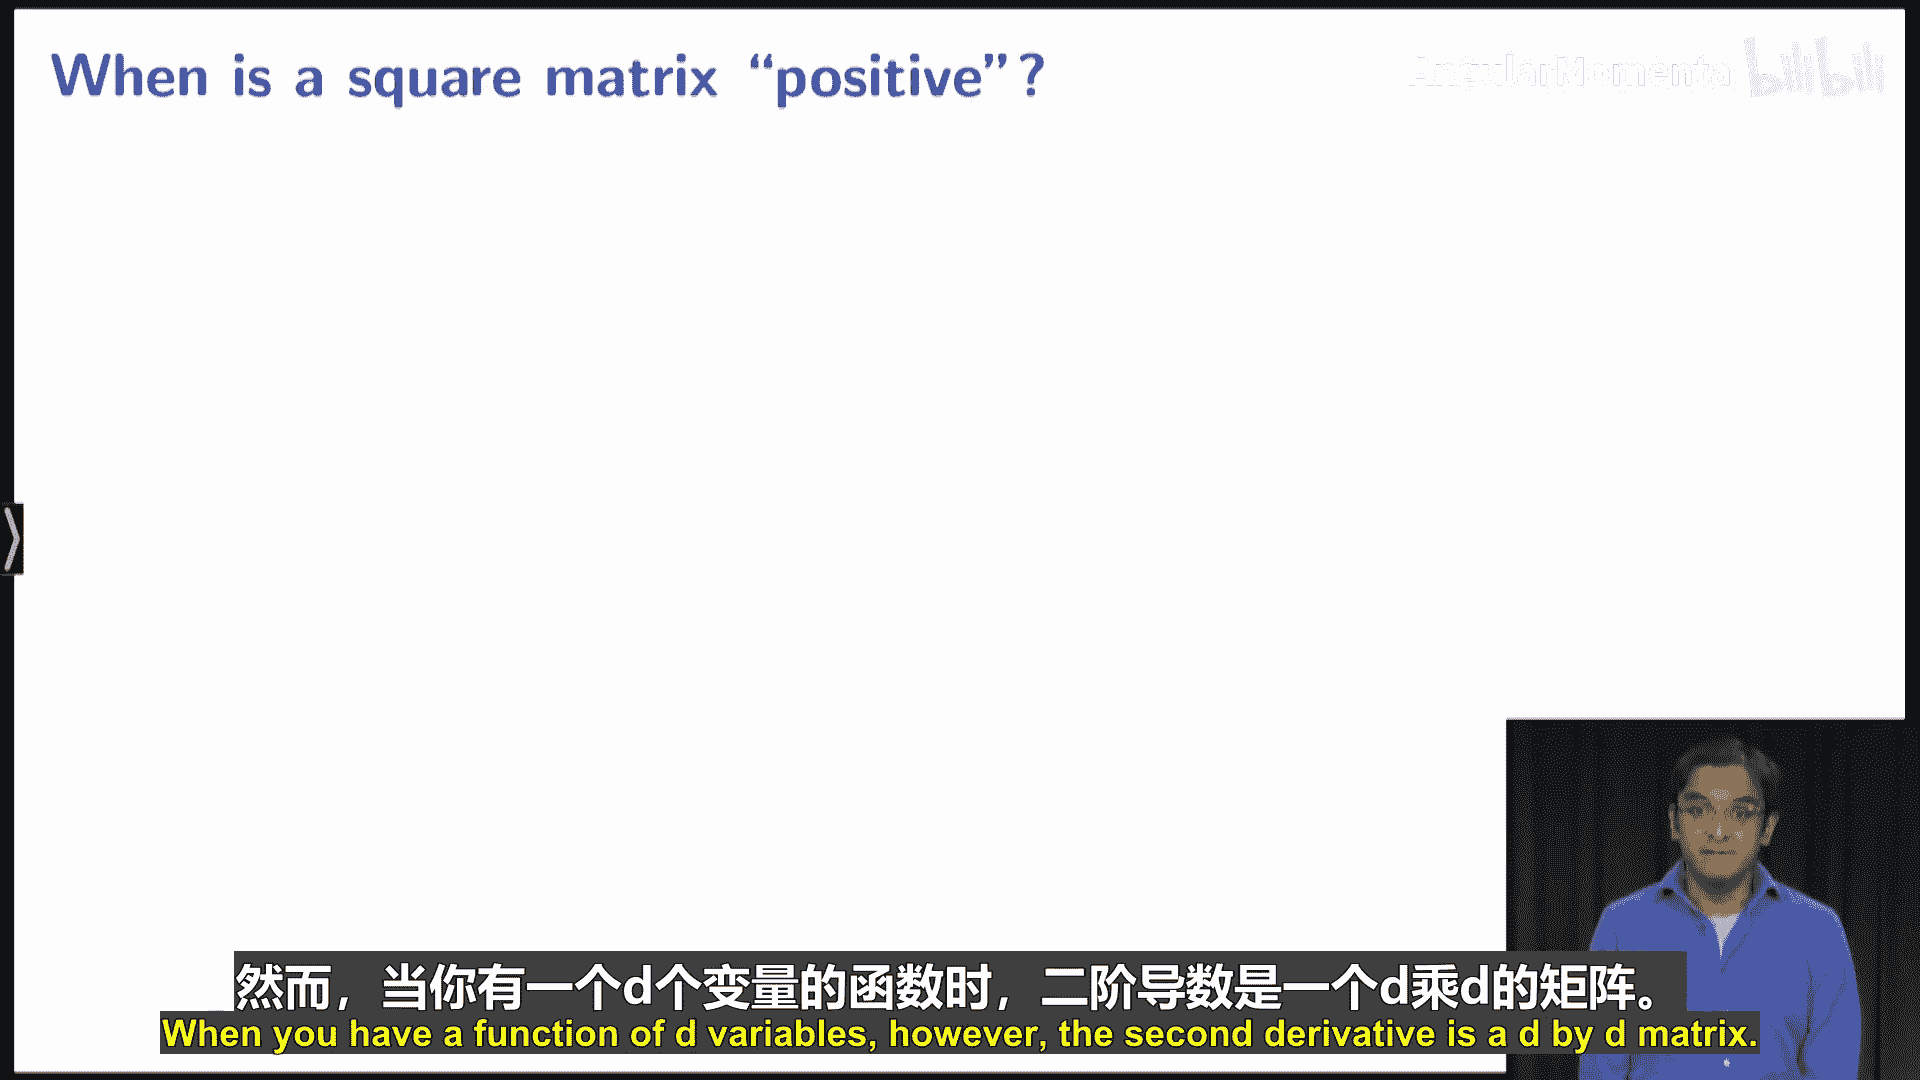 When is a square matrix “positive”?
AngularMomenta bilibili
然而，当你有一个d个变量的函数时，二阶导数是一个d乘d的矩阵。
When you have a function of d variables, however, the second derivative is a d by d matrix.